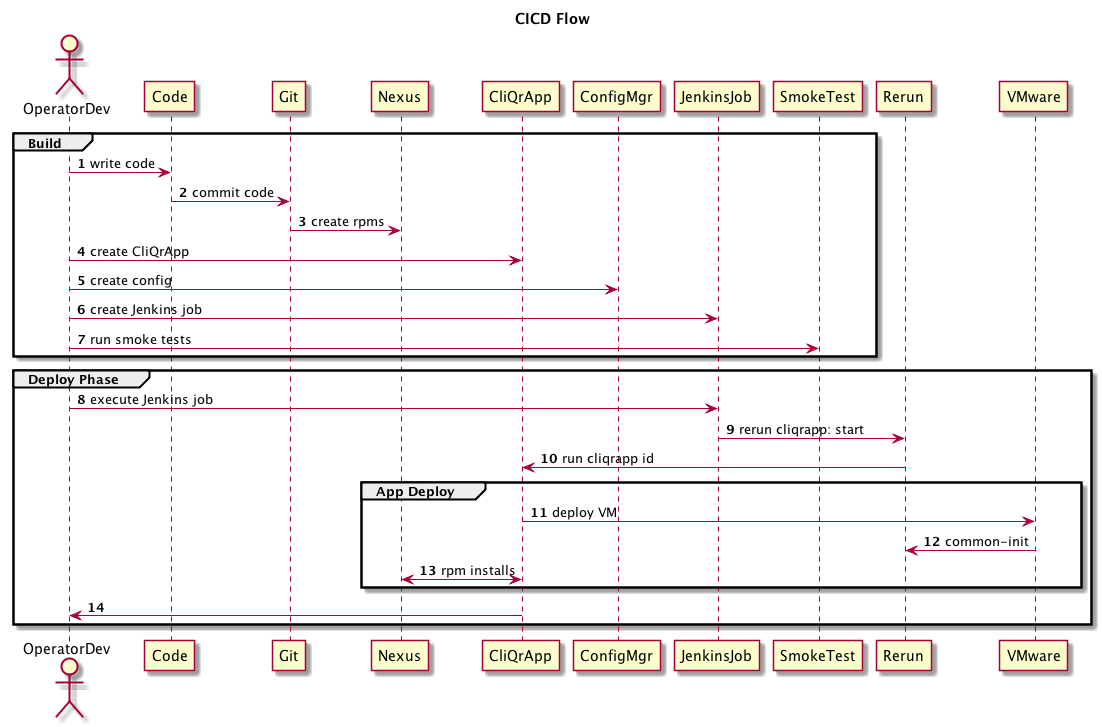 CICD Flow
OperatorDev
Code
Git
Nexus
CliQrApp
ConfigMgr
JenkinsJob
SmokeTest
Rerun
VMware
Build
1 write code
2 commit code
3 create rpms
4 create CliQrApp
5 create config
6 create Jenkins job
7 run smoke tests
Deploy Phase
8 execute Jenkins job
9 rerun cliqrapp: start
10 run cliqrapp id
App Deploy
11 deploy VM
12 common-init
13 rpm installs
14
OperatorDev
Code
Git
Nexus
CliQrApp
ConfigMgr
JenkinsJob
SmokeTest
Rerun
VMware